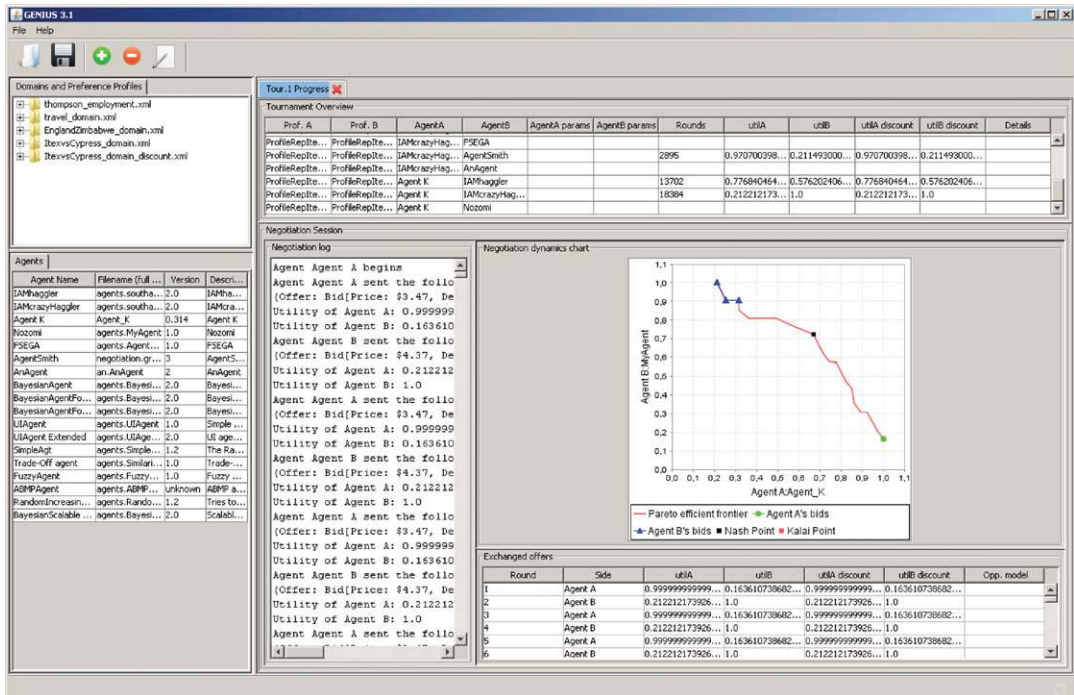 GENIUS 3.1
File Help
Domains and Preference Profiles
thompson_employment.xml
travel_domain.xml
EnglandZimbabwe_domain.xml
ItexvsCypress_domain.xml
ItexvsCypress_domain_discount.xml
Agents
Agent Name Filename (full ... Version Descri...
IAMhaggler agents.southa... 2.0 IAMha...
IAMcrazyHaggler agents.southa... 2.0 IAMcra...
Agent K Agent_K 0.314 Agent K
Nozomi agents.MyAgent 1.0 Nozomi
FSEGA agents.Agent... 1.0 FSEGA
AgentSmith negotiation.gr... 3 AgentS...
AnAgent an.AnAgent 2 AnAgent
BayesianAgent agents.Bayesi... 2.0 Bayesi...
BayesianAgentFo... agents.Bayesi... 2.0 Bayesi...
BayesianAgentFo... agents.Bayesi... 2.0 Bayesi...
UIAgent agents.UIAgent 1.0 Simple ...
UIAgent Extended agents.UIAge... 2.0 UI age...
SimpleAgt agents.Simple... 1.2 The Ra...
Trade-Off agent agents.Similari... 1.0 Trade-...
FuzzyAgent agents.Fuzzy... 1.0 Fuzzy ...
ABMPAgent agents.ABMP... unknown ABMP a...
RandomIncreasin... agents.Rando... 1.2 Tries to...
BayesianScalable ... agents.Bayesi... 2.0 Scalabl...
Tour.1 Progress
Tournament Overview
Prof. A Prof. B AgentA AgentB AgentA params AgentB params Rounds utilA utilB utilA discount utilB discount Details
ProfileRepIte... ProfileRepIte... IAMcrazyHag... FSEGA
ProfileRepIte... ProfileRepIte... IAMcrazyHag... AgentSmith 2895 0.970700398... 0.211493000... 0.970700398... 0.211493000...
ProfileRepIte... ProfileRepIte... IAMcrazyHag... AnAgent
ProfileRepIte... ProfileRepIte... Agent K IAMhaggler 13702 0.776840464... 0.576202406... 0.776840464... 0.576202406...
ProfileRepIte... ProfileRepIte... Agent K IAMcrazyHag... 18384 0.212212173... 1.0 0.212212173... 1.0
ProfileRepIte... ProfileRepIte... Agent K Nozomi
Negotiation Session
Negotiation log
Agent Agent A begins
Agent Agent A sent the follo
(Offer: Bid[Price: $3.47, De
Utility of Agent A: 0.999999
Utility of Agent B: 0.163610
Agent Agent B sent the follo
(Offer: Bid[Price: $4.37, De
Utility of Agent A: 0.212212
Utility of Agent B: 1.0
Agent Agent A sent the follo
(Offer: Bid[Price: $3.47, De
Utility of Agent A: 0.999999
Utility of Agent B: 0.163610
Agent Agent B sent the follo
(Offer: Bid[Price: $4.37, De
Utility of Agent A: 0.212212
Utility of Agent B: 1.0
Agent Agent A sent the follo
(Offer: Bid[Price: $3.47, De
Utility of Agent A: 0.999999
Utility of Agent B: 0.163610
Agent Agent B sent the follo
(Offer: Bid[Price: $4.37, De
Utility of Agent A: 0.212212
Utility of Agent B: 1.0
Agent Agent A sent the follo
Negotiation dynamics chart
1,1
1,0
0,9
0,8
0,7
0,6
0,5
0,4
0,3
0,2
0,1
0,0
Agent B:MyAgent
0,0 0,1 0,2 0,3 0,4 0,5 0,6 0,7 0,8 0,9 1,0 1,1
Agent A:Agent_K
Pareto efficient frontier Agent A's bids
Agent B's bids Nash Point Kalai Point
Exchanged offers
Round Side utilA utilB utilA discount utilB discount Opp. model
1 Agent A 0.999999999999... 0.163610738682... 0.999999999999... 0.163610738682...
2 Agent B 0.212212173926... 1.0 0.212212173926... 1.0
3 Agent A 0.999999999999... 0.163610738682... 0.999999999999... 0.163610738682...
4 Agent B 0.212212173926... 1.0 0.212212173926... 1.0
5 Agent A 0.999999999999... 0.163610738682... 0.999999999999... 0.163610738682...
6 Agent B 0.212212173926... 1.0 0.212212173926... 1.0